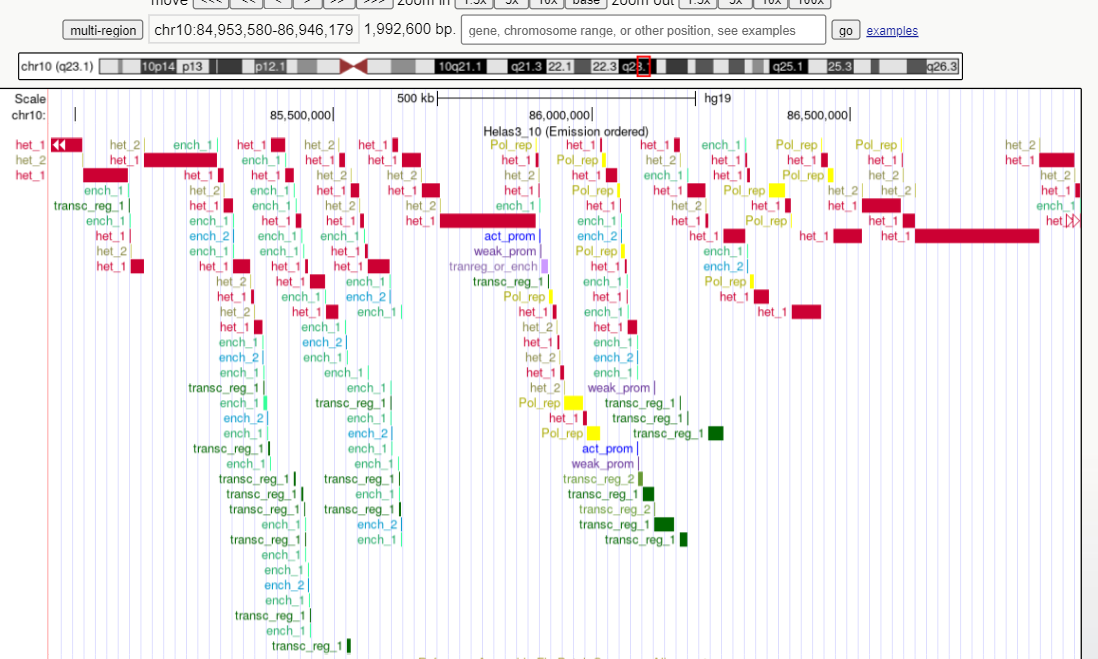 move <<< << < > >> >>> zoom in 1.5x 3x 10x base zoom out 1.5x 3x 10x 100x
multi-region chr10:84,953,580-86,946,179 1,992,600 bp. gene, chromosome range, or other position, see examples go examples
chr10 (q23.1) 10p14 p13 p12.1 10q21.1 q21.3 22.1 22.3 q23.1 q25.1 25.3 q26.3
Scale 500 kb hg19
chr10: 85,500,000 86,000,000 86,500,000
Helas3_10 (Emission ordered)
het_1 het_2 ench_1 het_1 het_2 het_1 Pol_rep het_1 het_1 ench_1 Pol_rep Pol_rep het_2
het_2 het_1 ench_1 het_1 het_1 het_1 Pol_rep het_2 ench_1 het_1 het_1 het_1
het_1 het_1 ench_1 het_2 het_2 het_2 het_1 ench_1 het_1 Pol_rep het_2 het_2
ench_1 het_2 ench_1 het_1 het_1 het_2 Pol_rep het_1 Pol_rep het_2 het_2 het_1
transc_reg_1 het_1 ench_1 het_2 het_2 ench_1 ench_1 het_2 het_1 het_1 ench_1
ench_1 ench_1 het_1 het_1 het_1 ench_1 het_1 Pol_rep het_1 het
het_1 ench_2 ench_1 ench_1 act_prom ench_2 het_1 het_1 het_1
het_2 ench_1 ench_1 het_1 weak_prom Pol_rep ench_1
het_1 het_1 het_1 het_1 tranreg_or_ench het_1 ench_2
het_2 het_1 ench_1 transc_reg_1 ench_1 Pol_rep
het_1 ench_1 ench_2 Pol_rep het_1 het_1
het_2 het_1 ench_1 het_1 ench_1 het_1
het_1 ench_1 het_2 het_1
ench_1 ench_2 het_1 ench_1
ench_2 ench_1 het_2 ench_2
ench_1 ench_1 het_1 ench_1
transc_reg_1 ench_1 het_2 weak_prom
ench_1 transc_reg_1 Pol_rep transc_reg_1
ench_2 ench_1 het_1 transc_reg_1
ench_1 ench_2 Pol_rep transc_reg_1
transc_reg_1 ench_1 act_prom
ench_1 ench_1 weak_prom
transc_reg_1 transc_reg_1 transc_reg_2
transc_reg_1 ench_1 transc_reg_1
transc_reg_1 transc_reg_1 transc_reg_2
ench_1 ench_2 transc_reg_1
transc_reg_1 ench_1 transc_reg_1
ench_1
ench_1
ench_2
ench_1
transc_reg_1
ench_1
transc_reg_1